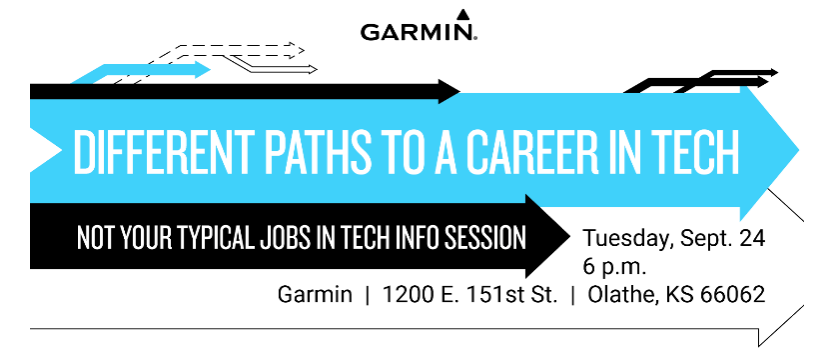 GARMIN
DIFFERENT PATHS TO A CAREER IN TECH
NOT YOUR TYPICAL JOBS IN TECH INFO SESSION
Tuesday, Sept. 24
6 p.m.
Garmin | 1200 E. 151st St. | Olathe, KS 66062